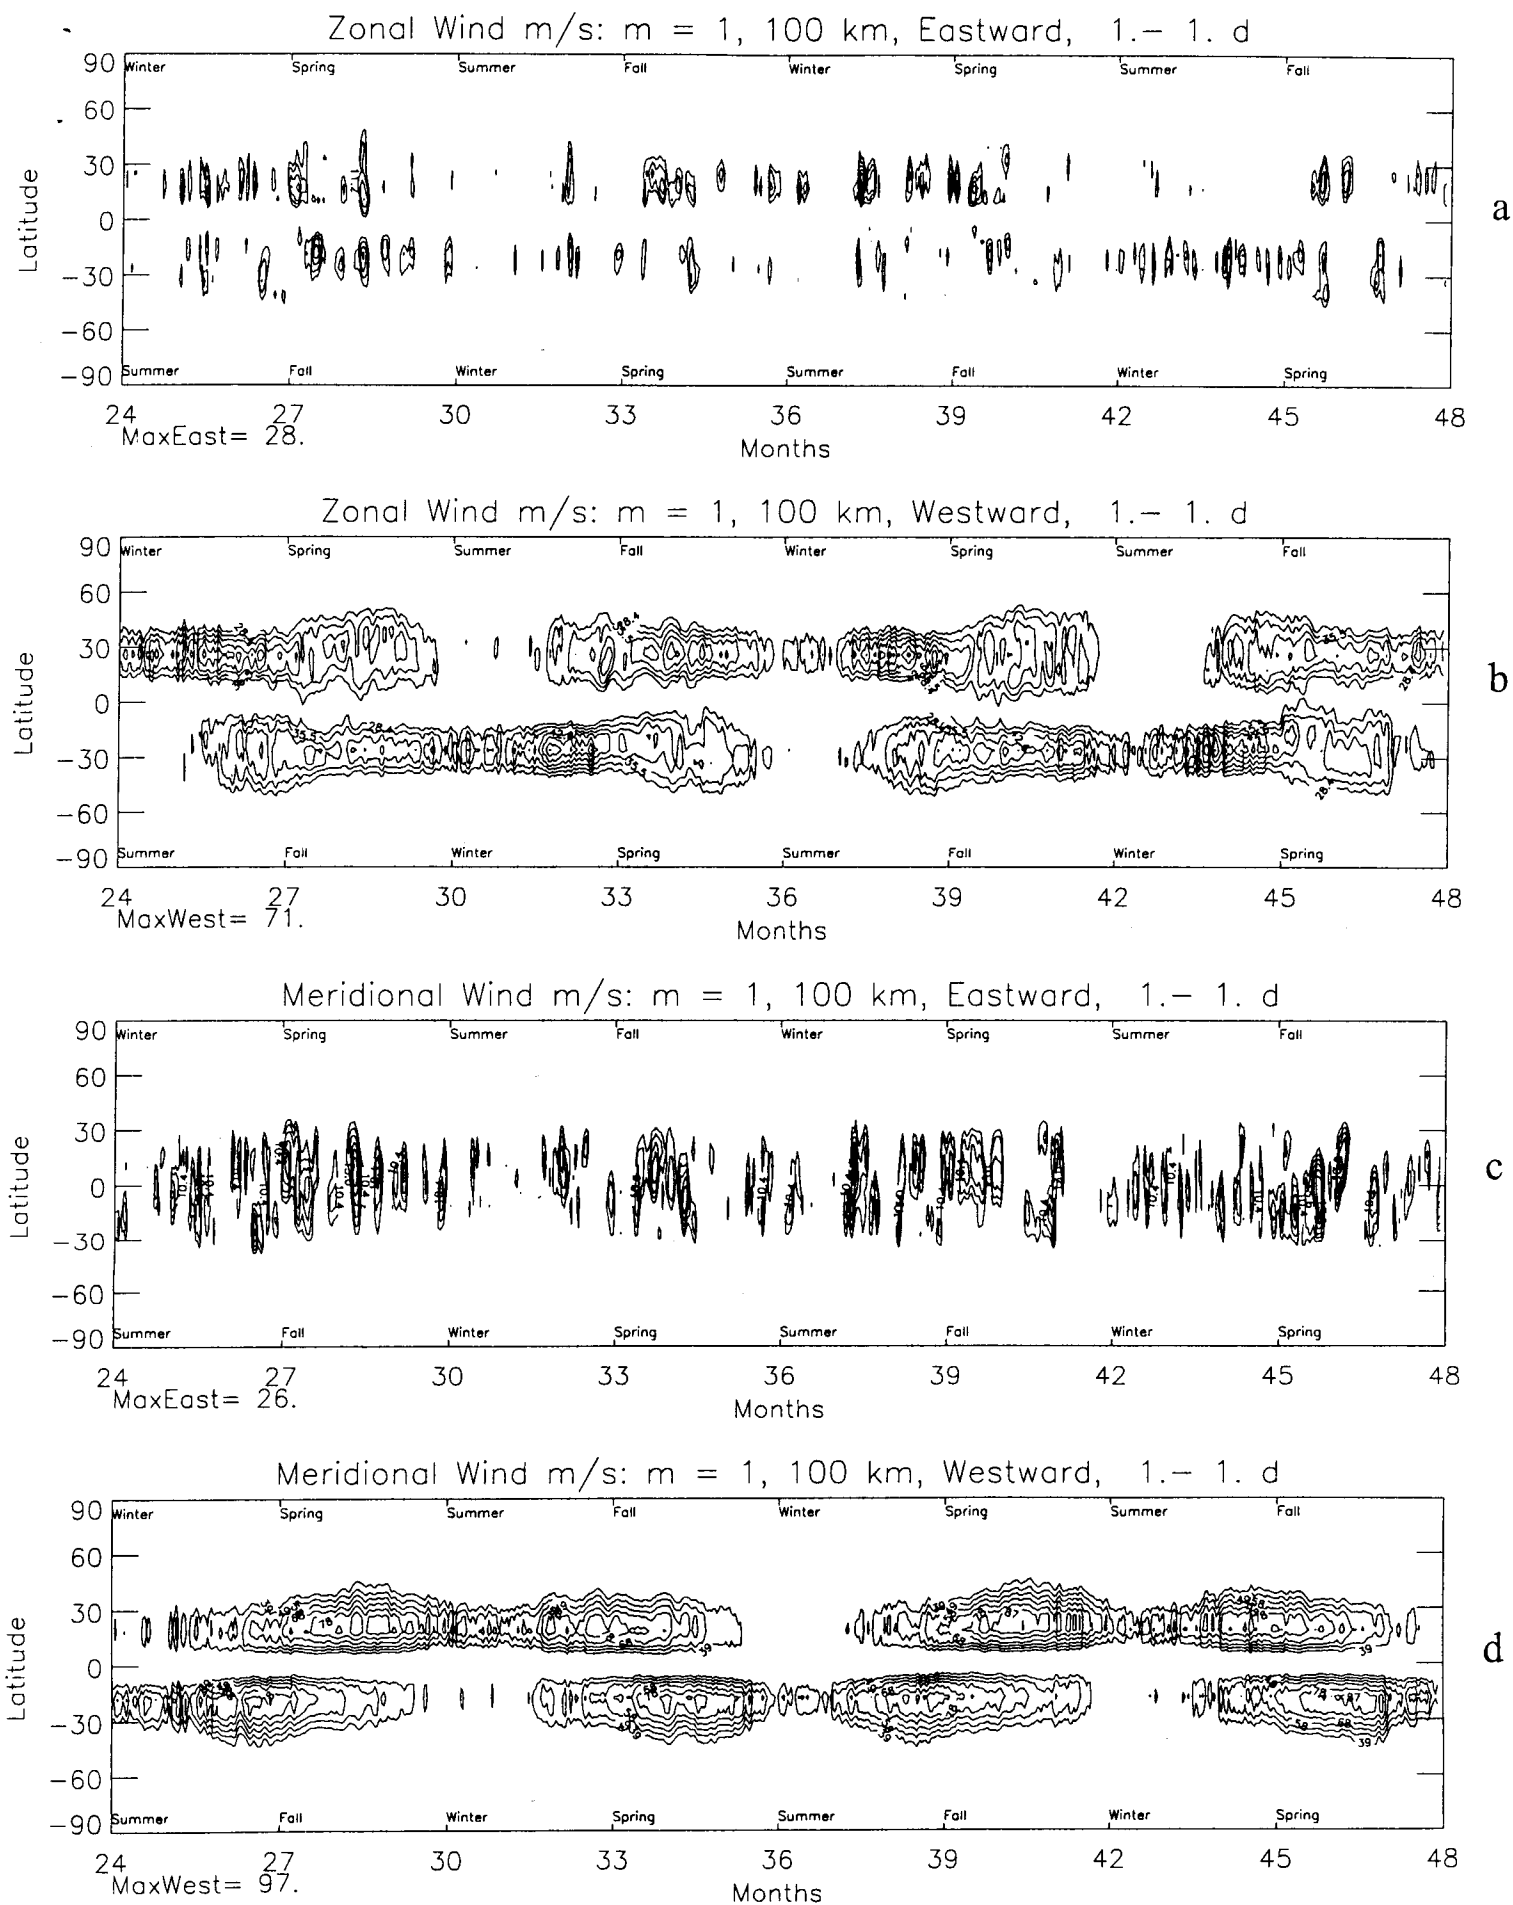 Zonal Wind m/s: m = 1, 100 km, Eastward, 1.– 1. d
90 Winter Spring Summer Fall Winter Spring Summer Fall
60
30
0
−30
−60
−90 Summer Fall Winter Spring Summer Fall Winter Spring
Latitude
a
24 27 30 33 36 39 42 45 48
MaxEast= 28.
Months
Zonal Wind m/s: m = 1, 100 km, Westward, 1.– 1. d
90 Winter Spring Summer Fall Winter Spring Summer Fall
60
30
0
−30
−60
−90 Summer Fall Winter Spring Summer Fall Winter Spring
Latitude
b
24 27 30 33 36 39 42 45 48
MaxWest= 71.
Months
Meridional Wind m/s: m = 1, 100 km, Eastward, 1.– 1. d
90 Winter Spring Summer Fall Winter Spring Summer Fall
60
30
0
−30
−60
−90 Summer Fall Winter Spring Summer Fall Winter Spring
Latitude
c
24 27 30 33 36 39 42 45 48
MaxEast= 26.
Months
Meridional Wind m/s: m = 1, 100 km, Westward, 1.– 1. d
90 Winter Spring Summer Fall Winter Spring Summer Fall
60
30
0
−30
−60
−90 Summer Fall Winter Spring Summer Fall Winter Spring
Latitude
d
24 27 30 33 36 39 42 45 48
MaxWest= 97.
Months